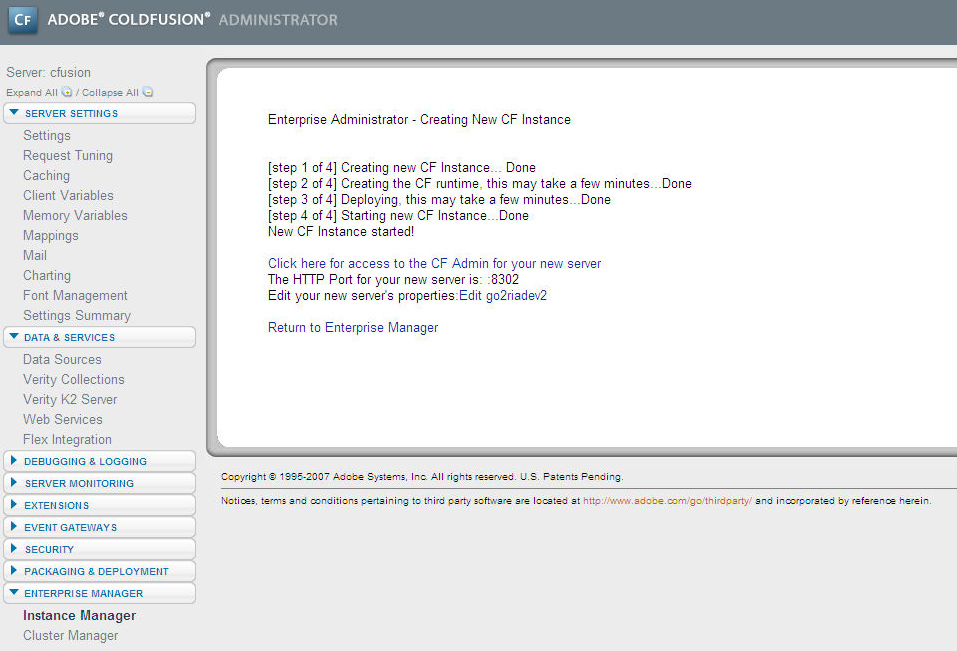 CF ADOBE® COLDFUSION® ADMINISTRATOR
Server: cfusion
Expand All / Collapse All
SERVER SETTINGS
Settings
Request Tuning
Caching
Client Variables
Memory Variables
Mappings
Mail
Charting
Font Management
Settings Summary
DATA & SERVICES
Data Sources
Verity Collections
Verity K2 Server
Web Services
Flex Integration
DEBUGGING & LOGGING
SERVER MONITORING
EXTENSIONS
EVENT GATEWAYS
SECURITY
PACKAGING & DEPLOYMENT
ENTERPRISE MANAGER
Instance Manager
Cluster Manager
Enterprise Administrator - Creating New CF Instance
[step 1 of 4] Creating new CF Instance... Done
[step 2 of 4] Creating the CF runtime, this may take a few minutes...Done
[step 3 of 4] Deploying, this may take a few minutes...Done
[step 4 of 4] Starting new CF Instance...Done
New CF Instance started!
Click here for access to the CF Admin for your new server
The HTTP Port for your new server is: :8302
Edit your new server's properties:Edit go2riadev2
Return to Enterprise Manager
Copyright © 1995-2007 Adobe Systems, Inc. All rights reserved. U.S. Patents Pending.
Notices, terms and conditions pertaining to third party software are located at http://www.adobe.com/go/thirdparty/ and incorporated by reference herein.